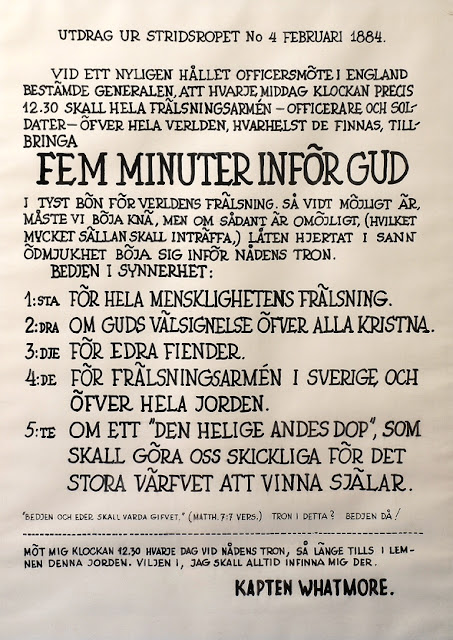 UTDRAG UR STRIDSROPET No 4 FEBRUARI 1884.
VID ETT NYLIGEN HÅLLET OFFICERSMÖTE I ENGLAND
BESTÄMDE GENERALEN, ATT HVARJE MIDDAG KLOCKAN PRECIS
12.30 SKALL HELA FRÄLSNINGSARMÉN – OFFICERARE OCH SOL-
DATER – ÖFVER HELA VERLDEN, HVARHELST DE FINNAS, TILL-
BRINGA
FEM MINUTER INFÖR GUD
I TYST BÖN FÖR VERLDENS FRÄLSNING. SÅ VIDT MÖJLIGT ÄR,
MÅSTE VI BÖJA KNÄ, MEN OM SÅDANT ÄR OMÖJLIGT, (HVILKET
MYCKET SÄLLAN SKALL INTRÄFFA,) LÅTEN HJERTAT I SANN
ÖDMJUKHET BÖJA SIG INFÖR NÅDENS TRON.
BEDJEN I SYNNERHET:
1:STA FÖR HELA MENSKLIGHETENS FRÄLSNING.
2:DRA OM GUDS VÄLSIGNELSE ÖFVER ALLA KRISTNA.
3:DJE FÖR EDRA FIENDER.
4:DE FÖR FRÄLSNINGSARMÉN I SVERIGE OCH
ÖFVER HELA JORDEN.
5:TE OM ETT "DEN HELIGE ANDES DOP", SOM
SKALL GÖRA OSS SKICKLIGA FÖR DET
STORA VÄRFVET ATT VINNA SJÄLAR.
"BEDJEN OCH EDER SKALL VARDA GIFVET." (MATTH. 7:7 VERS.) TRON I DETTA? BEDJEN DÅ!
MÖT MIG KLOCKAN 12.30 HVARJE DAG VID NÅDENS TRON, SÅ LÄNGE TILLS I LEM-
NEN DENNA JORDEN. VILJEN I, JAG SKALL ALLTID INFINNA MIG DER.
KAPTEN WHATMORE.